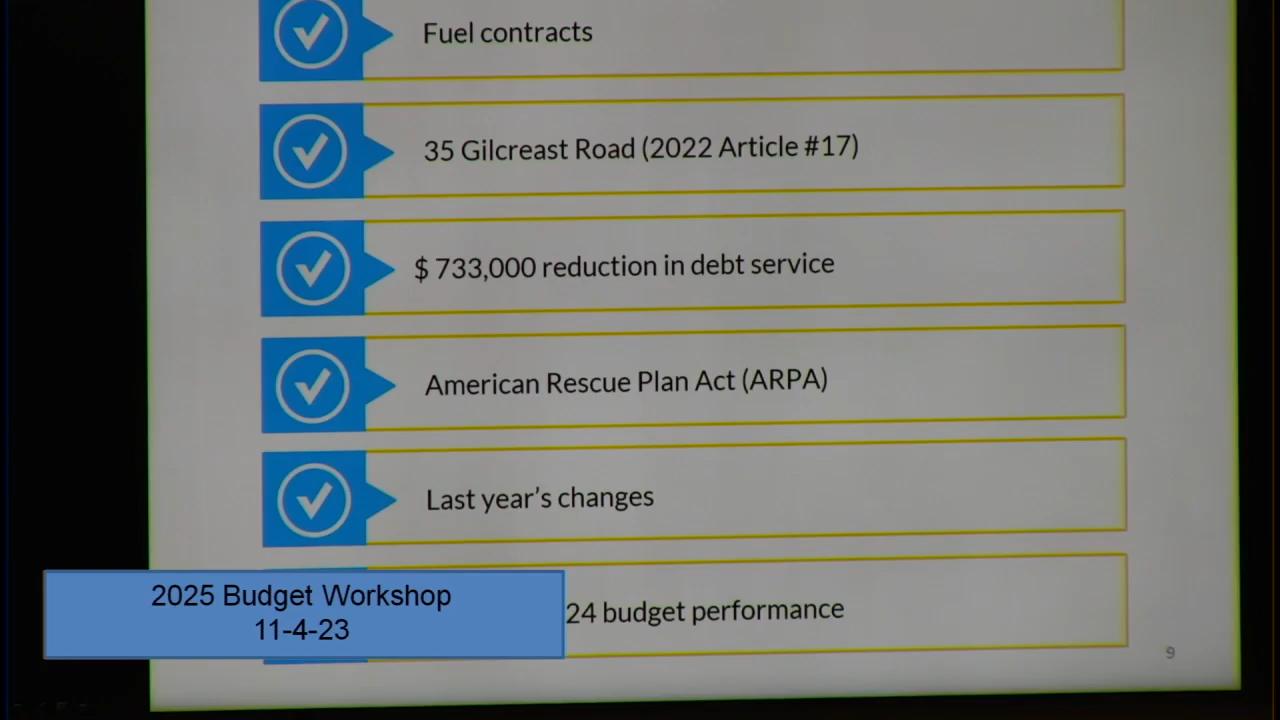 Fuel contracts
35 Gilcreast Road (2022 Article #17)
$ 733,000 reduction in debt service
American Rescue Plan Act (ARPA)
Last year's changes
24 budget performance
2025 Budget Workshop
11-4-23
9